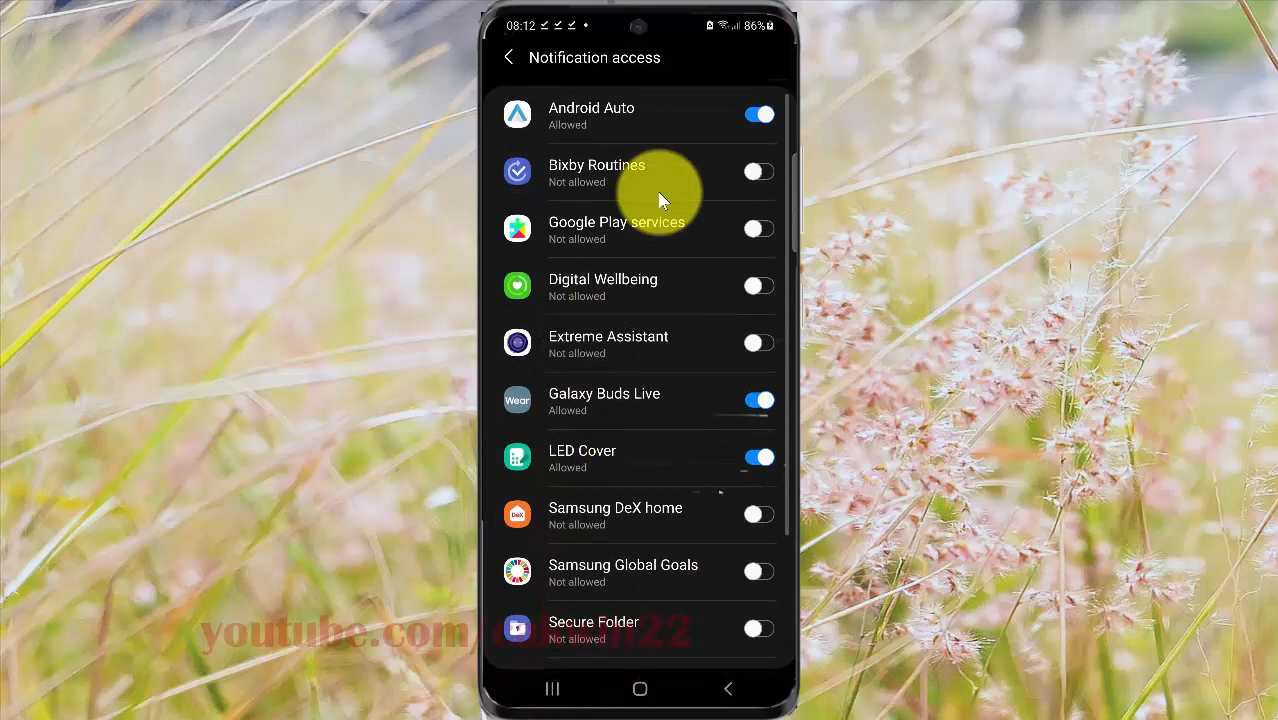 08:12
86%
Notification access
Android Auto
Allowed
Bixby Routines
Not allowed
Google Play services
Not allowed
Digital Wellbeing
Not allowed
Extreme Assistant
Not allowed
Wear
Galaxy Buds Live
Allowed
LED Cover
Allowed
DeX
Samsung DeX home
Not allowed
Samsung Global Goals
Not allowed
Secure Folder
Not allowed
youtube.com/